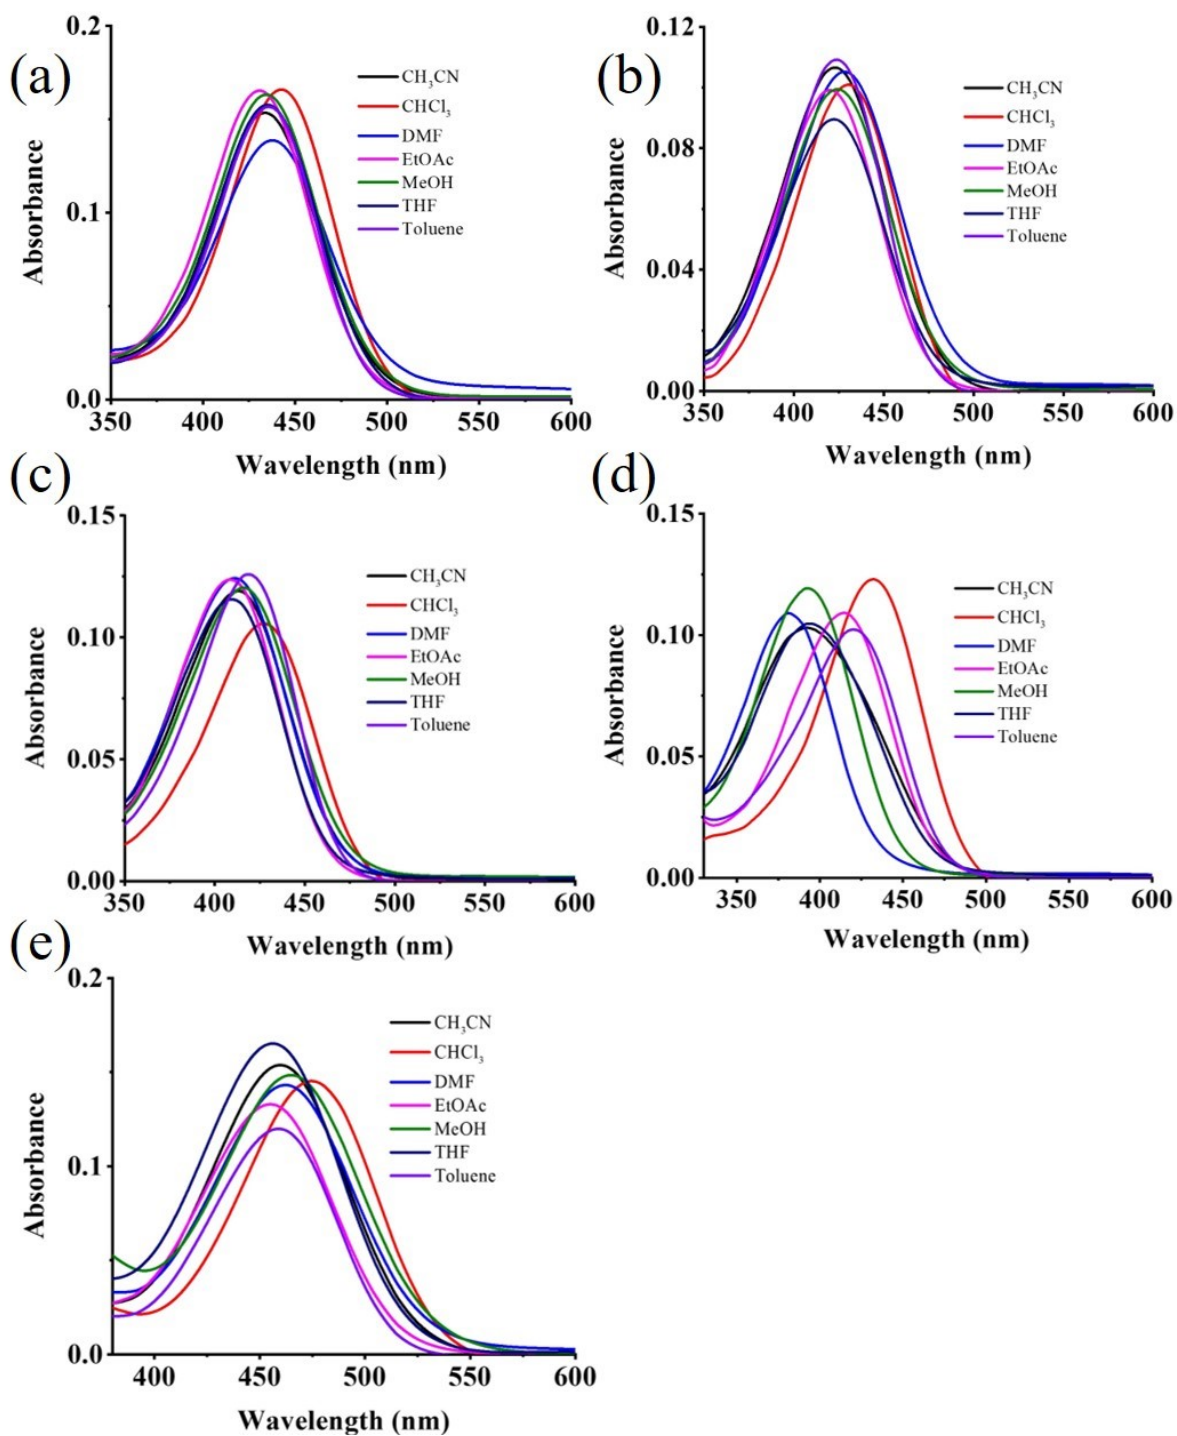 (a)
0.2
0.1
0.0
Absorbance
CH₃CN
CHCl₃
DMF
EtOAc
MeOH
THF
Toluene
350 400 450 500 550 600
Wavelength (nm)
(b)
0.12
0.08
0.04
0.00
Absorbance
CH₃CN
CHCl₃
DMF
EtOAc
MeOH
THF
Toluene
350 400 450 500 550 600
Wavelength (nm)
(c)
0.15
0.10
0.05
0.00
Absorbance
CH₃CN
CHCl₃
DMF
EtOAc
MeOH
THF
Toluene
350 400 450 500 550 600
Wavelength (nm)
(d)
0.15
0.10
0.05
0.00
Absorbance
CH₃CN
CHCl₃
DMF
EtOAc
MeOH
THF
Toluene
350 400 450 500 550 600
Wavelength (nm)
(e)
0.2
0.1
0.0
Absorbance
CH₃CN
CHCl₃
DMF
EtOAc
MeOH
THF
Toluene
400 450 500 550 600
Wavelength (nm)